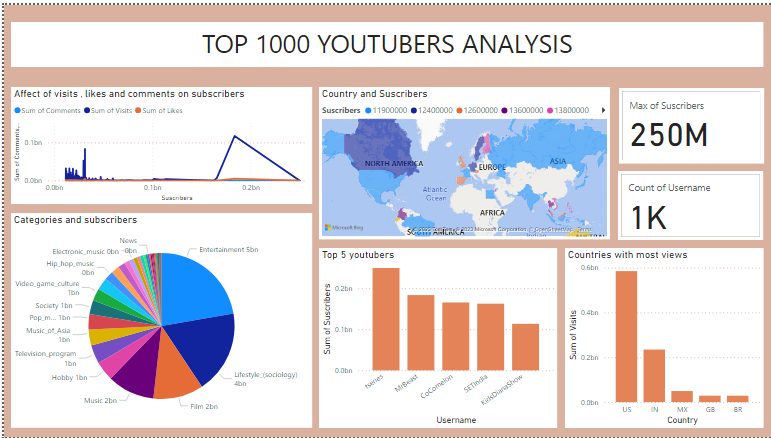 TOP 1000 YOUTUBERS ANALYSIS
Affect of visits , likes and comments on subscribers
Sum of Comments Sum of Visits Sum of Likes
Sum of Comments,...
0.1bn
0.0bn
0.0bn 0.1bn 0.2bn
Suscribers
Country and Suscribers
Suscribers 11900000 12400000 12600000 13600000 13800000
NORTH AMERICA
EUROPE
ASIA
Atlantic
Ocean
AFRICA
SOUTH AMERICA
Microsoft Bing
© 2023 TomTom, © 2023 Microsoft Corporation, © OpenStreetMap Terms
Max of Suscribers
250M
Count of Username
1K
Categories and subscribers
News
0bn
Electronic_music 0bn
Hip_hop_music
0bn
Video_game_culture
1bn
Society 1bn
Pop_m... 1bn
Music_of_Asia
1bn
Television_program
1bn
Hobby 1bn
Music 2bn
Film 2bn
Lifestyle_(sociology)
4bn
Entertainment 5bn
Top 5 youtubers
Sum of Suscribers
0.2bn
0.1bn
0.0bn
tseries
MrBeast
CoComelon
SETIndia
KidsDianaShow
Username
Countries with most views
Sum of Visits
0.6bn
0.4bn
0.2bn
0.0bn
US IN MX GB BR
Country